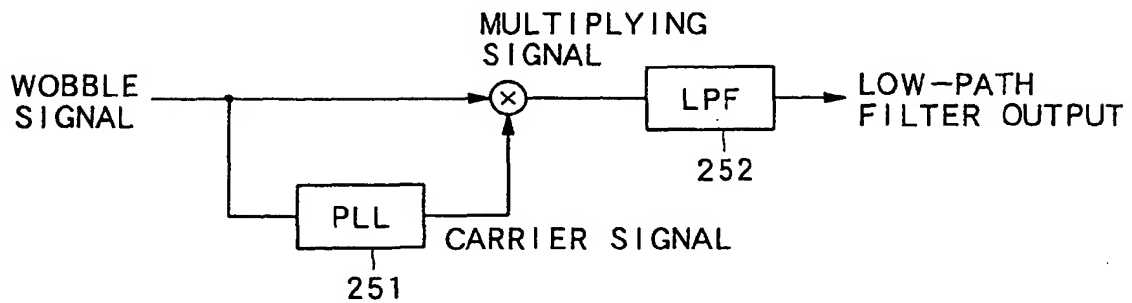 MULTIPLYING
SIGNAL
WOBBLE
SIGNAL
×
LPF
LOW-PATH
FILTER OUTPUT
252
PLL
CARRIER SIGNAL
251